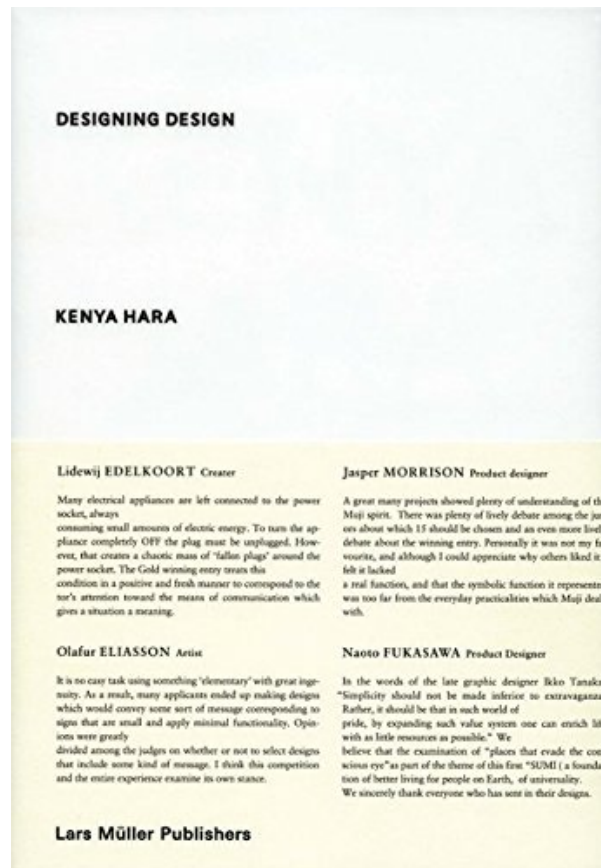 DESIGNING DESIGN
KENYA HARA
Lidewij EDELKOORT Creater
Many electrical appliances are left connected to the power
socket, always
consuming small amounts of electric energy. To turn the ap-
pliance completely OFF the plug must be unplugged. How-
ever, that creates a chaotic mass of 'fallen plugs' around the
power socket. The Gold winning entry treats this
condition in a positive and fresh manner to correspond to the
tor's attention toward the means of communication which
gives a situation a meaning.
Jasper MORRISON Product designer
A great many projects showed plenty of understanding of th
Muji spirit. There was plenty of lively debate among the jur
ors about which 15 should be chosen and an even more livel
debate about the winning entry. Personally it was not my fa
vourite, and although I could appreciate why others liked it
felt it lacked
a real function, and that the symbolic function it represente
was too far from the everyday practicalities which Muji deal
with.
Olafur ELIASSON Artist
It is no easy task using something 'elementary' with great inge-
nuity. As a result, many applicants ended up making designs
which would convey some sort of message corresponding to
signs that are small and apply minimal functionality. Opin-
ions were greatly
divided among the judges on whether or not to select designs
that include some kind of message. I think this competition
and the entire experience examine its own stance.
Naoto FUKASAWA Product Designer
In the words of the late graphic designer Ikko Tanaka
"Simplicity should not be made inferior to extravagan
Rather, it should be that in such world of
pride, by expanding such value system one can enrich lif
with as little resources as possible." We
believe that the examination of "places that evade the con
scious eye"as part of the theme of this first "SUMI ( a founda
tion of better living for people on Earth, of universality.
We sincerely thank everyone who has sent in their designs.
Lars Müller Publishers